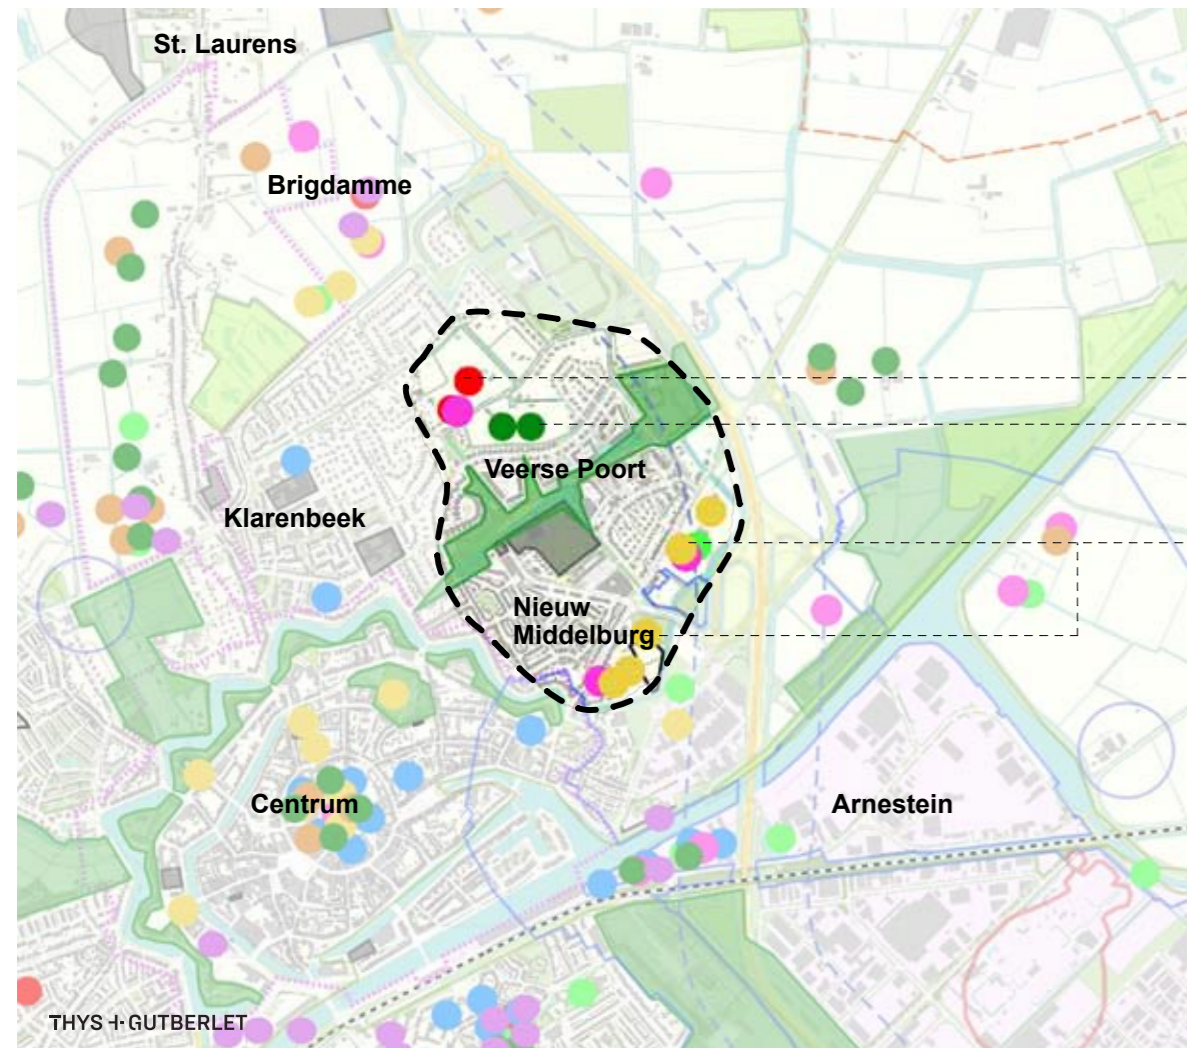 St. Laurens
Brigdamme
Veerse Poort
Klarenbeek
Nieuw
Middelburg
Centrum
Arnestein
THYS + GUTBERLET